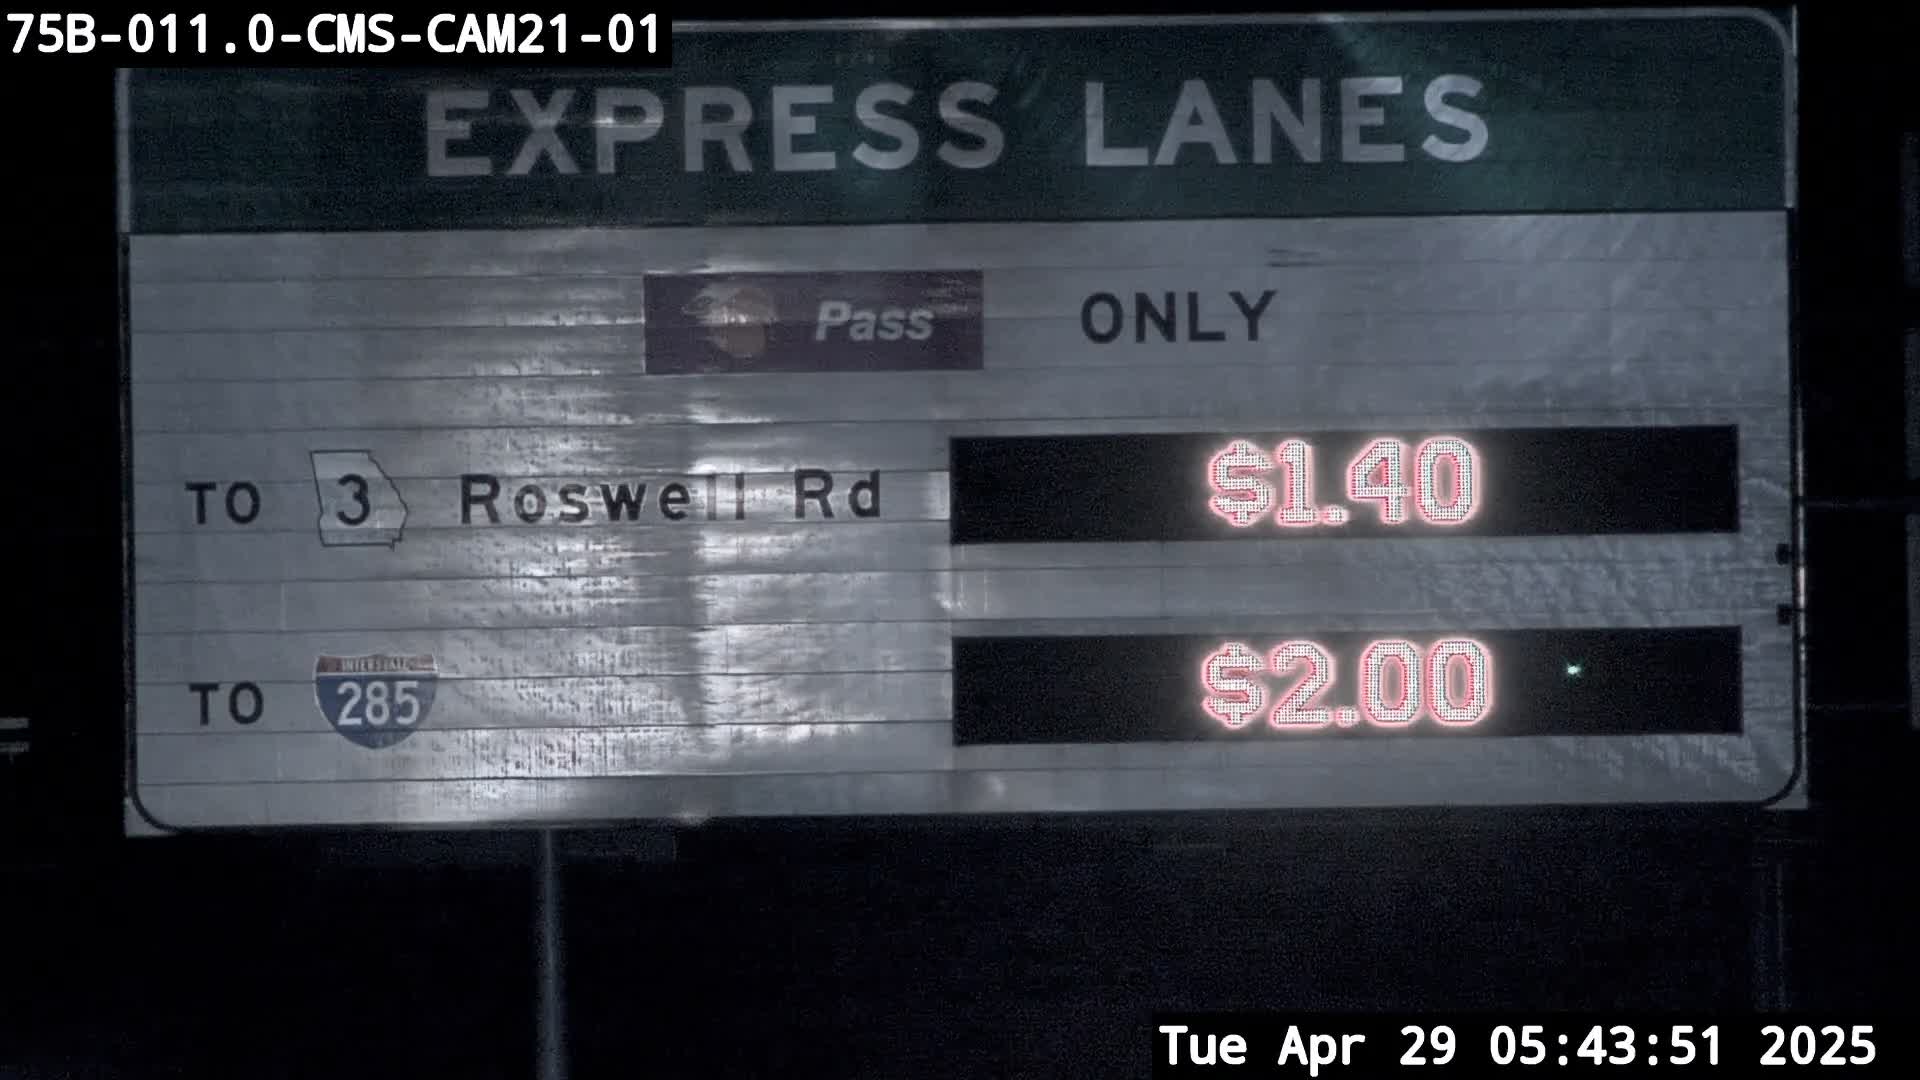 75B-011.0-CMS-CAM21-01
EXPRESS LANES
Pass ONLY
TO 3 Roswell Rd $1.40
INTERSTATE
TO 285 $2.00
Tue Apr 29 05:43:51 2025